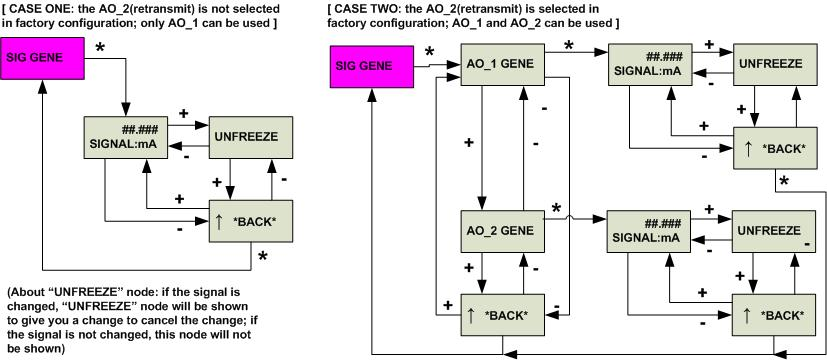 [ CASE ONE: the AO_2(retransmit) is not selected
in factory configuration; only AO_1 can be used ]
SIG GENE
*
##.###
SIGNAL:mA
+
-
UNFREEZE
+
-
+
-
↑ *BACK*
*
(About “UNFREEZE” node: if the signal is
changed, “UNFREEZE” node will be shown
to give you a change to cancel the change; if
the signal is not changed, this node will not
be shown)
[ CASE TWO: the AO_2(retransmit) is selected in
factory configuration; AO_1 and AO_2 can be used ]
SIG GENE
*
AO_1 GENE
*
##.###
SIGNAL:mA
+
-
UNFREEZE
+
+
-
↑ *BACK*
*
+
-
-
AO_2 GENE
*
##.###
SIGNAL:mA
+
-
UNFREEZE
-
+
+
-
↑ *BACK*
+
-
+
-
↑ *BACK*